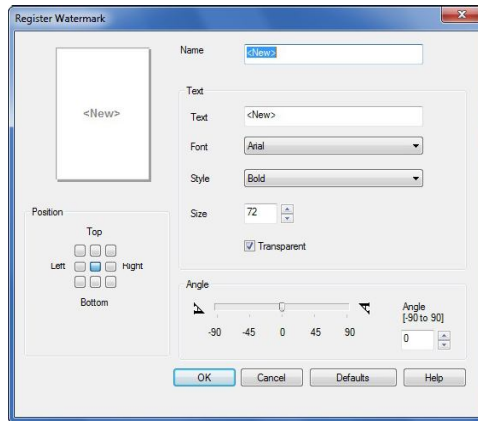 Register Watermark
Name
<New>
<New>
Text
Text
<New>
Font
Arial
Style
Bold
Size
72
Transparent
Position
Top
Left
Right
Bottom
Angle
Angle
[-90 to 90]
-90 -45 0 45 90
0
OK Cancel Defaults Help